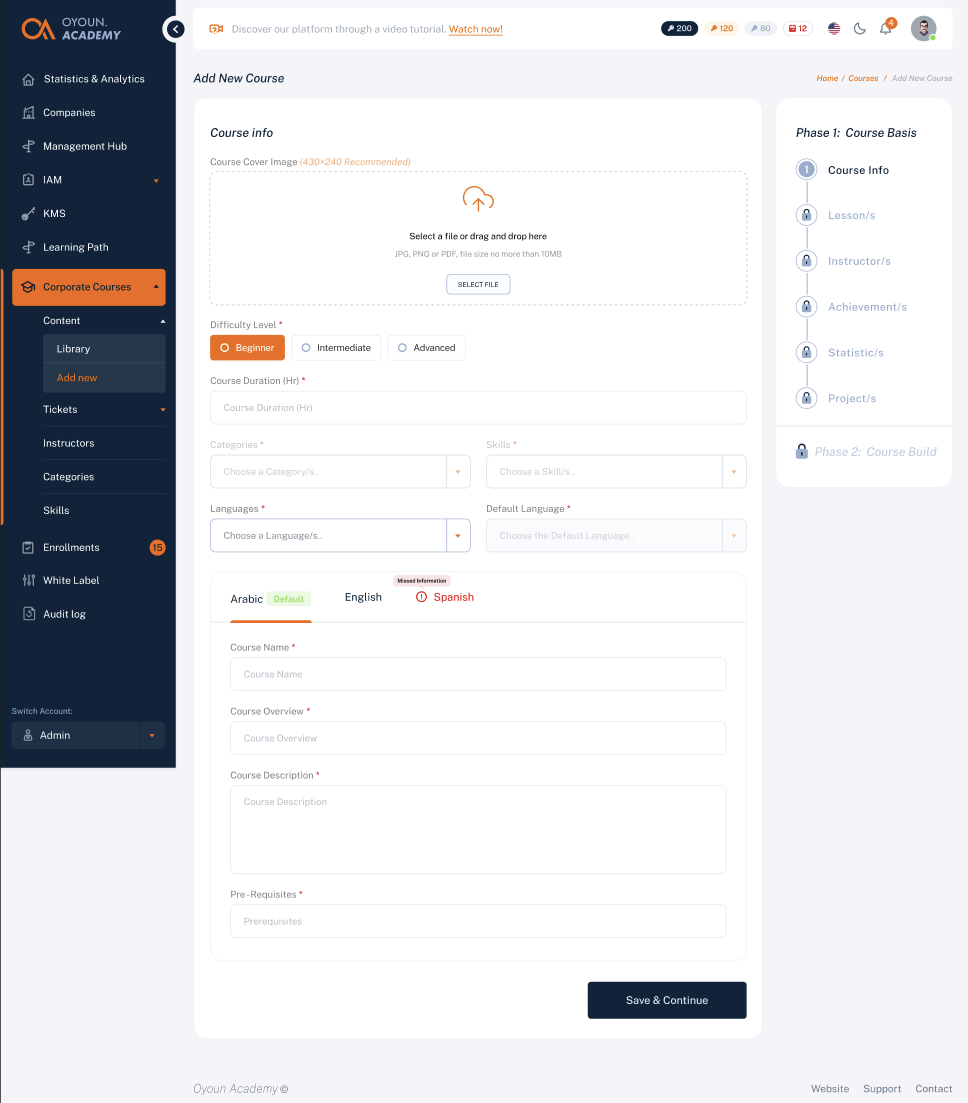 OYOUN.
ACADEMY
Discover our platform through a video tutorial. Watch now!
200
120
80
12
4
Statistics & Analytics
Companies
Management Hub
IAM
KMS
Learning Path
Corporate Courses
Content
Library
Add new
Tickets
Instructors
Categories
Skills
Enrollments
15
White Label
Audit log
Switch Account:
Admin
Add New Course
Home / Courses / Add New Course
Course info
Course Cover Image (430×240 Recommended)
Select a file or drag and drop here
JPG, PNG or PDF, file size no more than 10MB
SELECT FILE
Difficulty Level *
Beginner
Intermediate
Advanced
Course Duration (Hr) *
Course Duration (Hr)
Categories *
Skills *
Choose a Category/s..
Choose a Skill/s..
Languages *
Default Language *
Choose a Language/s..
Choose the Default Language..
Missed Information
Arabic Default
English
Spanish
Course Name *
Course Name
Course Overview *
Course Overview
Course Description *
Course Description
Pre-Requisites *
Prerequisites
Save & Continue
Phase 1: Course Basis
1
Course Info
Lesson/s
Instructor/s
Achievement/s
Statistic/s
Project/s
Phase 2: Course Build
Oyoun Academy ©
Website
Support
Contact